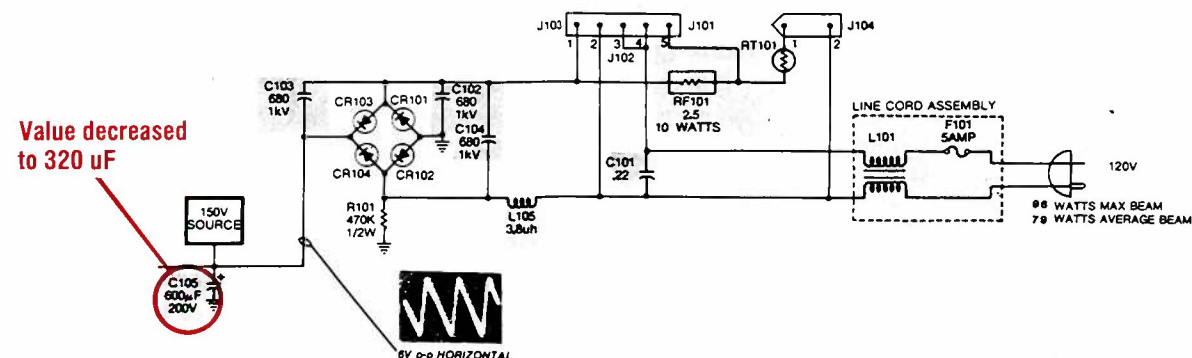 J103
J101
J104
1
2
3
4
5
J102
RT101
1
2
C103
680
1kV
CR103
CR101
C102
680
1kV
C104
680
1kV
RF101
2.5
10 WATTS
LINE CORD ASSEMBLY
L101
F101
5AMP
Value decreased
to 320 uF
CR104
CR102
C101
.22
120V
96 WATTS MAX BEAM
79 WATTS AVERAGE BEAM
R101
470K
1/2W
L105
3.8uh
150V
SOURCE
C105
600µF
200V
+
6V p-p HORIZONTAL